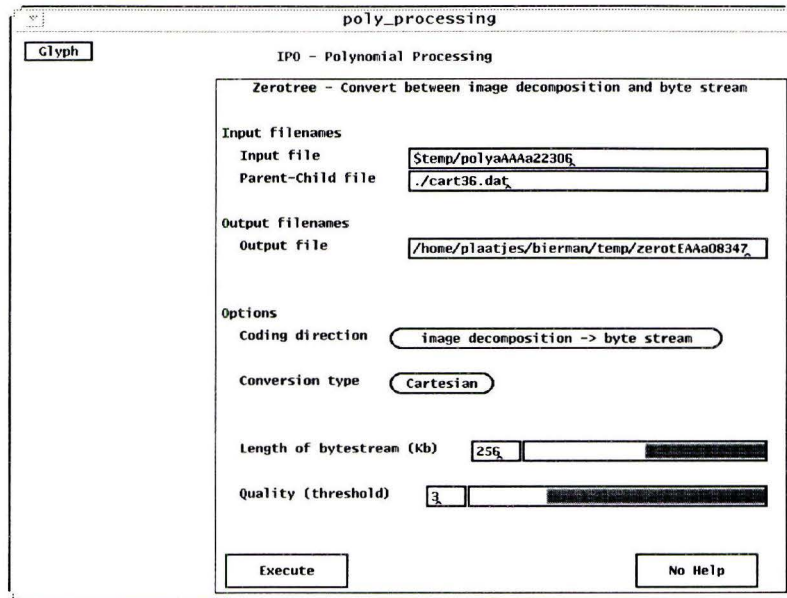 poly_processing
Glyph
IPO - Polynomial Processing
Zerotree - Convert between image decomposition and byte stream
Input filenames
Input file $temp/polyaAAAa22306
Parent-Child file ./cart36.dat
Output filenames
Output file /home/plaatjes/bierman/temp/zerotEAAa08347
Options
Coding direction image decomposition -> byte stream
Conversion type Cartesian
Length of bytestream (Kb) 256
Quality (threshold) 3
Execute No Help